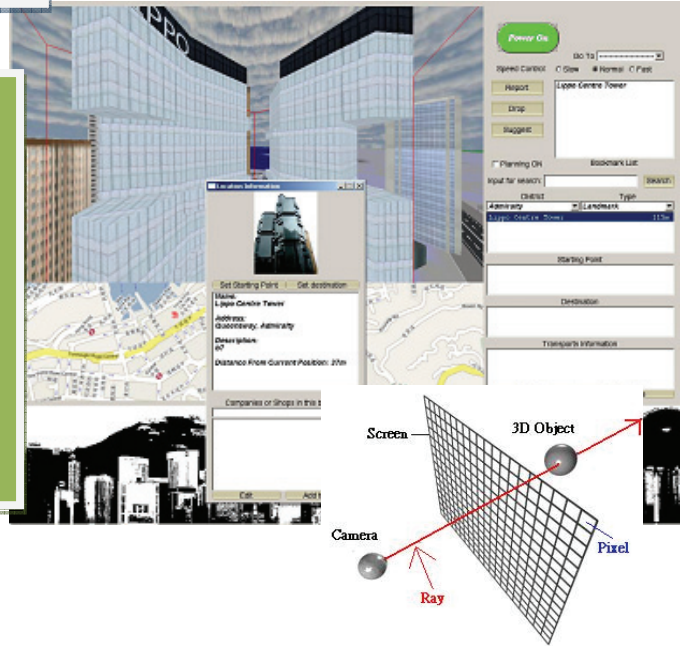 PPO
Power On
Go To
Speed Control Slow Normal Fast
Report
Drop
Suggest
Lippo Centre Tower
Planning ON
Bookmark List
Input for search: Search
District Type
Admiralty Landmark
Lippo Centre Tower
Starting Point
Destination
Transports Information
Location Information
Set Starting Point Set destination
Name:
Lippo Centre Tower
Address:
Queensway, Admiralty
Description:
Distance From Current Position: 37m
Companies or Shops in this
Edit Add
Screen
3D Object
Camera
Pixel
Ray